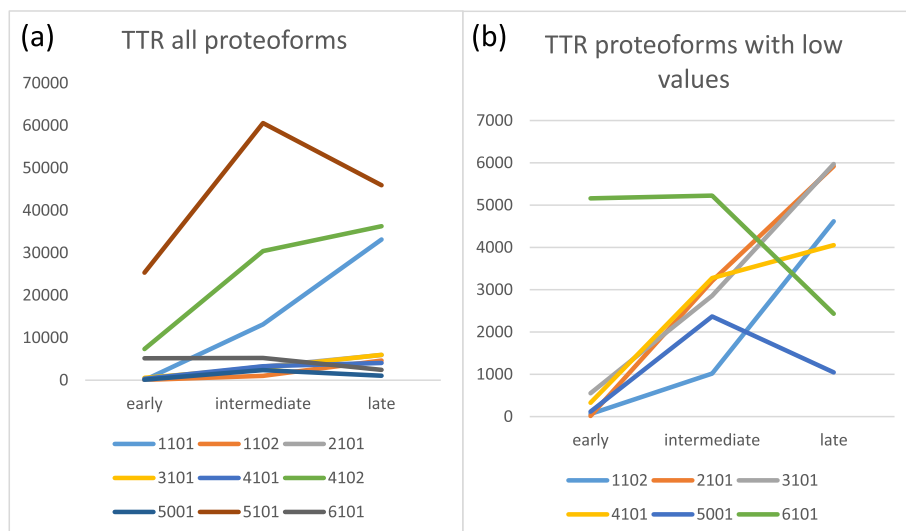 (a)
TTR all proteoforms
70000
60000
50000
40000
30000
20000
10000
0
early intermediate late
1101 1102 2101
3101 4101 4102
5001 5101 6101
(b)
TTR proteoforms with low
values
7000
6000
5000
4000
3000
2000
1000
0
early intermediate late
1102 2101 3101
4101 5001 6101